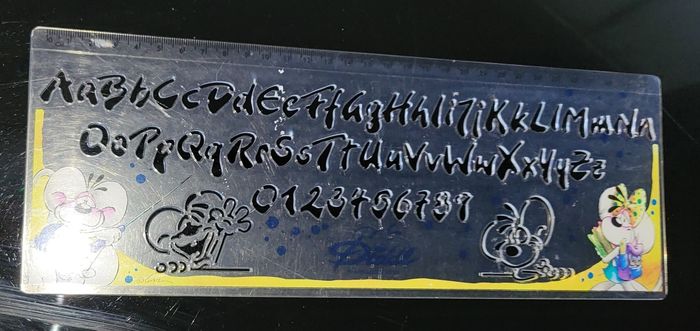 AaBbCcDdEeFfGgHhIiJjKkLlMmNn
OoPpQqRrSsTtUuVvWwXxYyZz
0123456789
Diddl